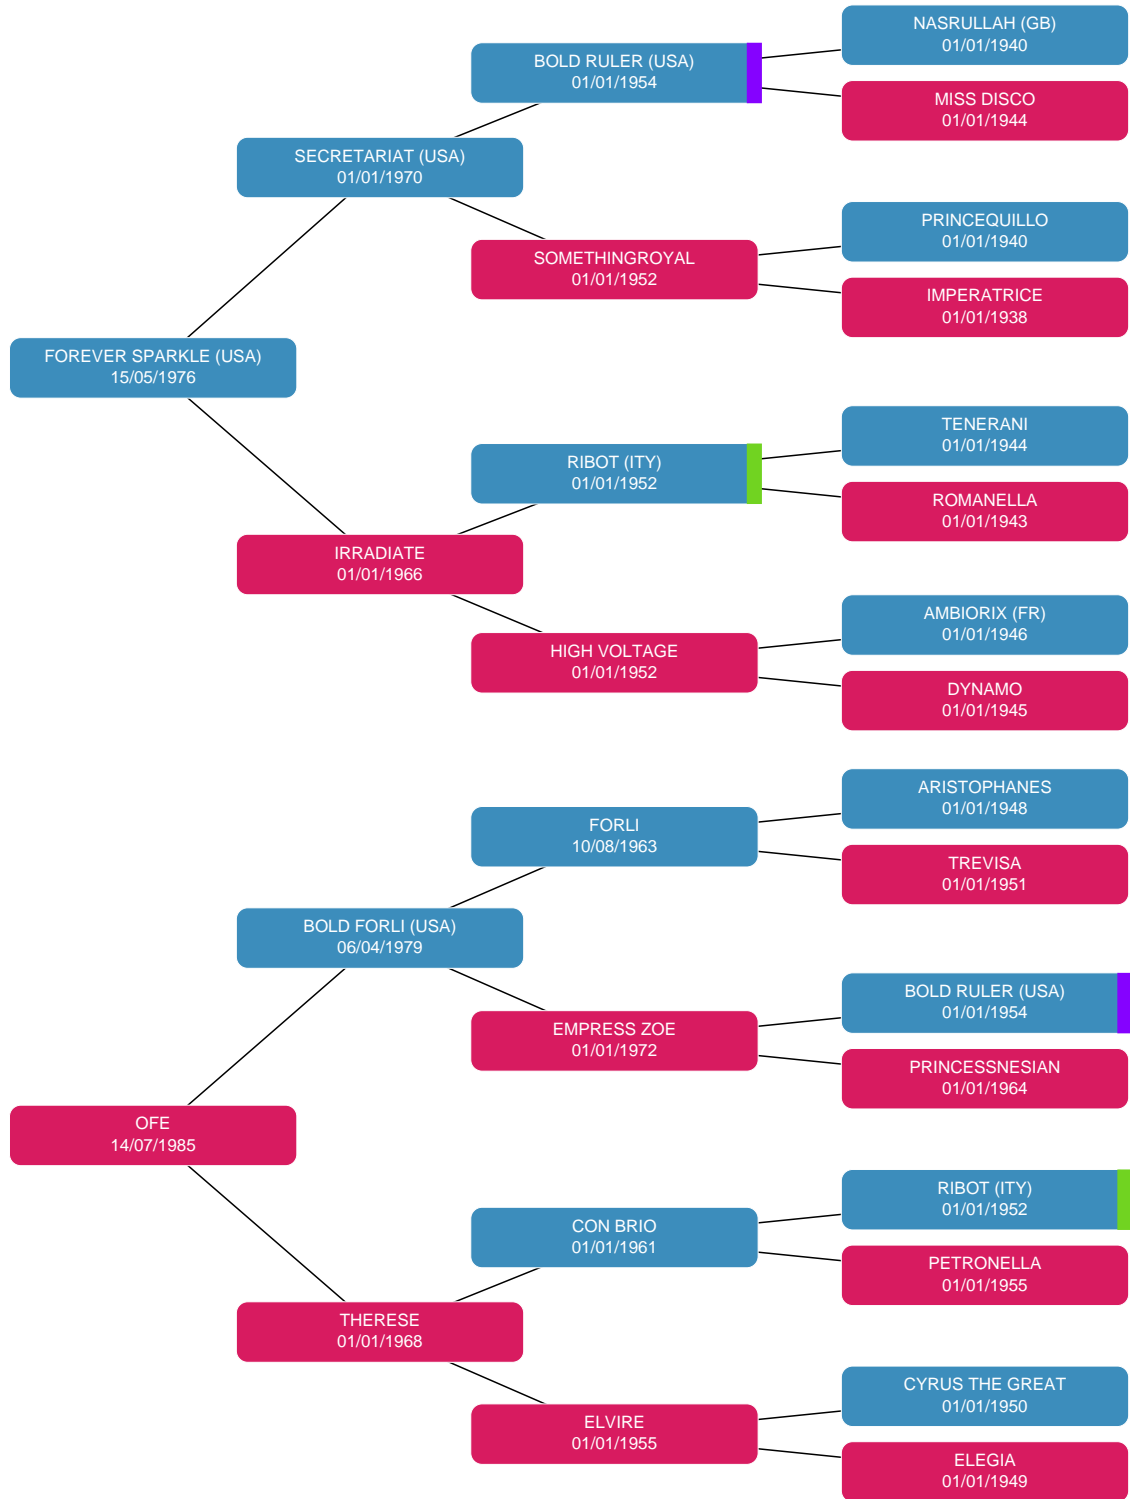 NASRULLAH (GB)
01/01/1940
BOLD RULER (USA)
01/01/1954
MISS DISCO
01/01/1944
SECRETARIAT (USA)
01/01/1970
PRINCEQUILLO
01/01/1940
SOMETHINGROYAL
01/01/1952
IMPERATRICE
01/01/1938
FOREVER SPARKLE (USA)
15/05/1976
TENERANI
01/01/1944
RIBOT (ITY)
01/01/1952
ROMANELLA
01/01/1943
IRRADIATE
01/01/1966
AMBIORIX (FR)
01/01/1946
HIGH VOLTAGE
01/01/1952
DYNAMO
01/01/1945
ARISTOPHANES
01/01/1948
FORLI
10/08/1963
TREVISA
01/01/1951
BOLD FORLI (USA)
06/04/1979
BOLD RULER (USA)
01/01/1954
EMPRESS ZOE
01/01/1972
PRINCESSNESIAN
01/01/1964
OFE
14/07/1985
RIBOT (ITY)
01/01/1952
CON BRIO
01/01/1961
PETRONELLA
01/01/1955
THERESE
01/01/1968
CYRUS THE GREAT
01/01/1950
ELVIRE
01/01/1955
ELEGIA
01/01/1949